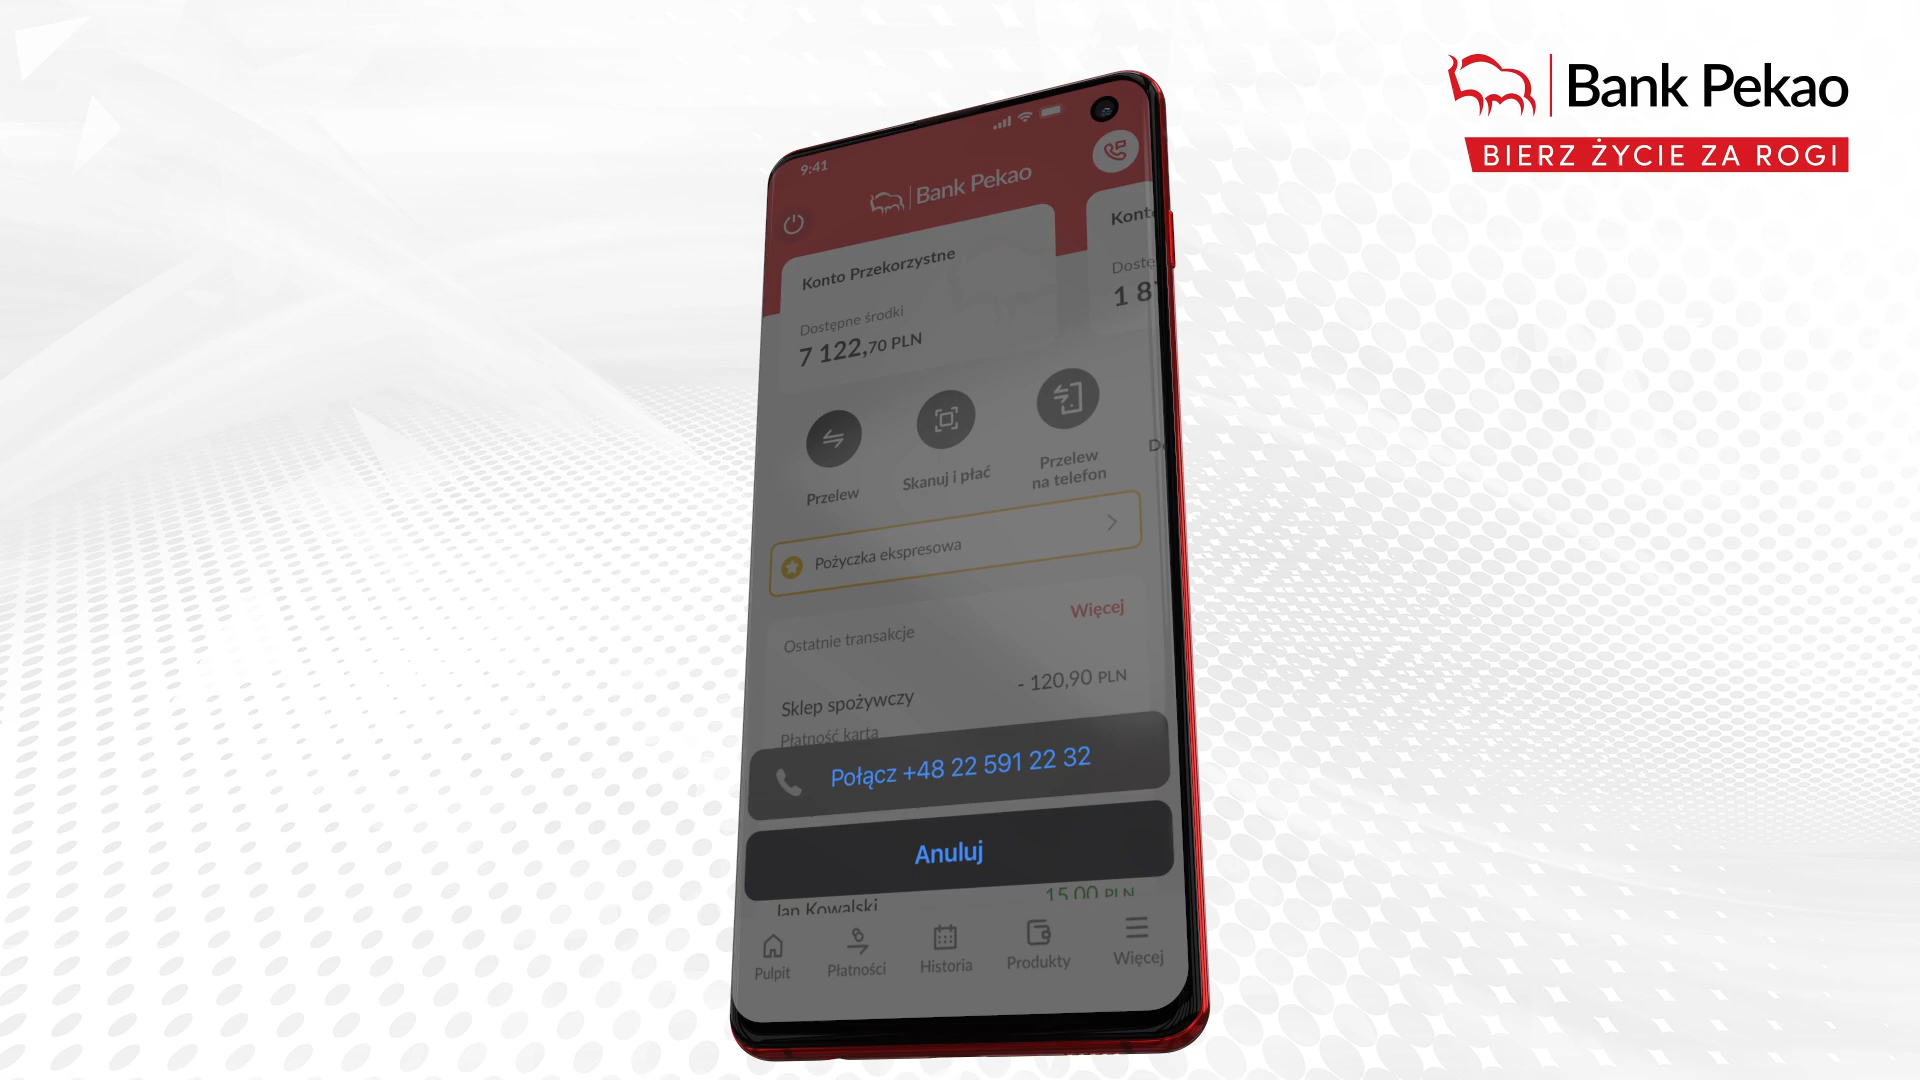 Bank Pekao
BIERZ ŻYCIE ZA ROGI
9:41
Bank Pekao
Konto Przekorzystne
Dostępne środki
7 122,70 PLN
Przelew
Skanuj i płać
Przelew
na telefon
Pożyczka ekspresowa
Ostatnie transakcje
Więcej
Sklep spożywczy
- 120,90 PLN
Płatność kartą
Połącz +48 22 591 22 32
Anuluj
Jan Kowalski
15,00 PLN
Pulpit
Płatności
Historia
Produkty
Więcej